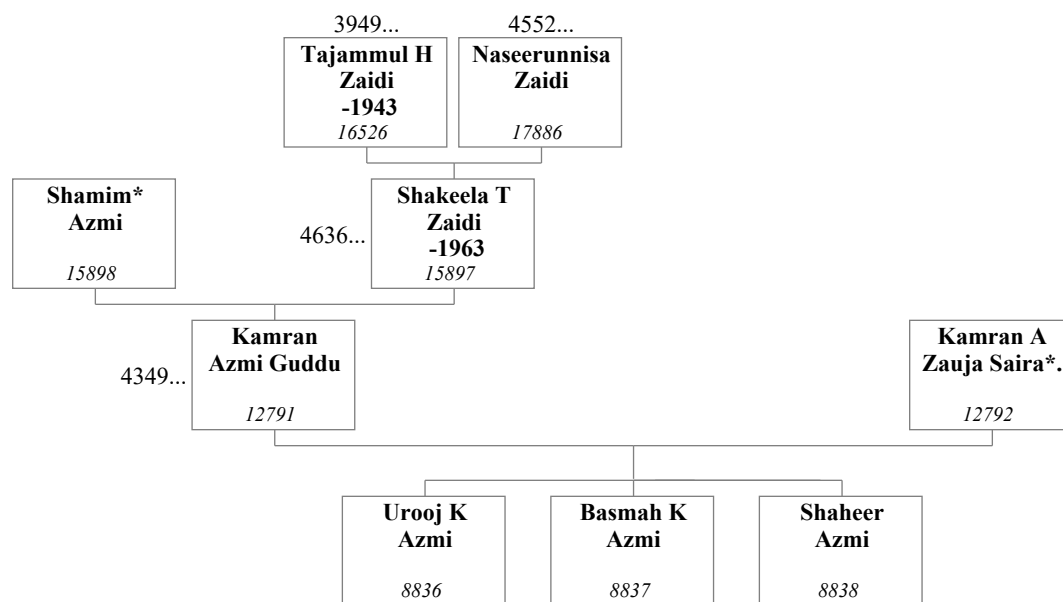 3949...
4552...
Tajammul H
Zaidi
-1943
16526
Naseerunnisa
Zaidi
17886
Shamim*
Azmi
15898
4636...
Shakeela T
Zaidi
-1963
15897
4349...
Kamran
Azmi Guddu
12791
Kamran A
Zauja Saira*.
12792
Urooj K
Azmi
8836
Basmah K
Azmi
8837
Shaheer
Azmi
8838